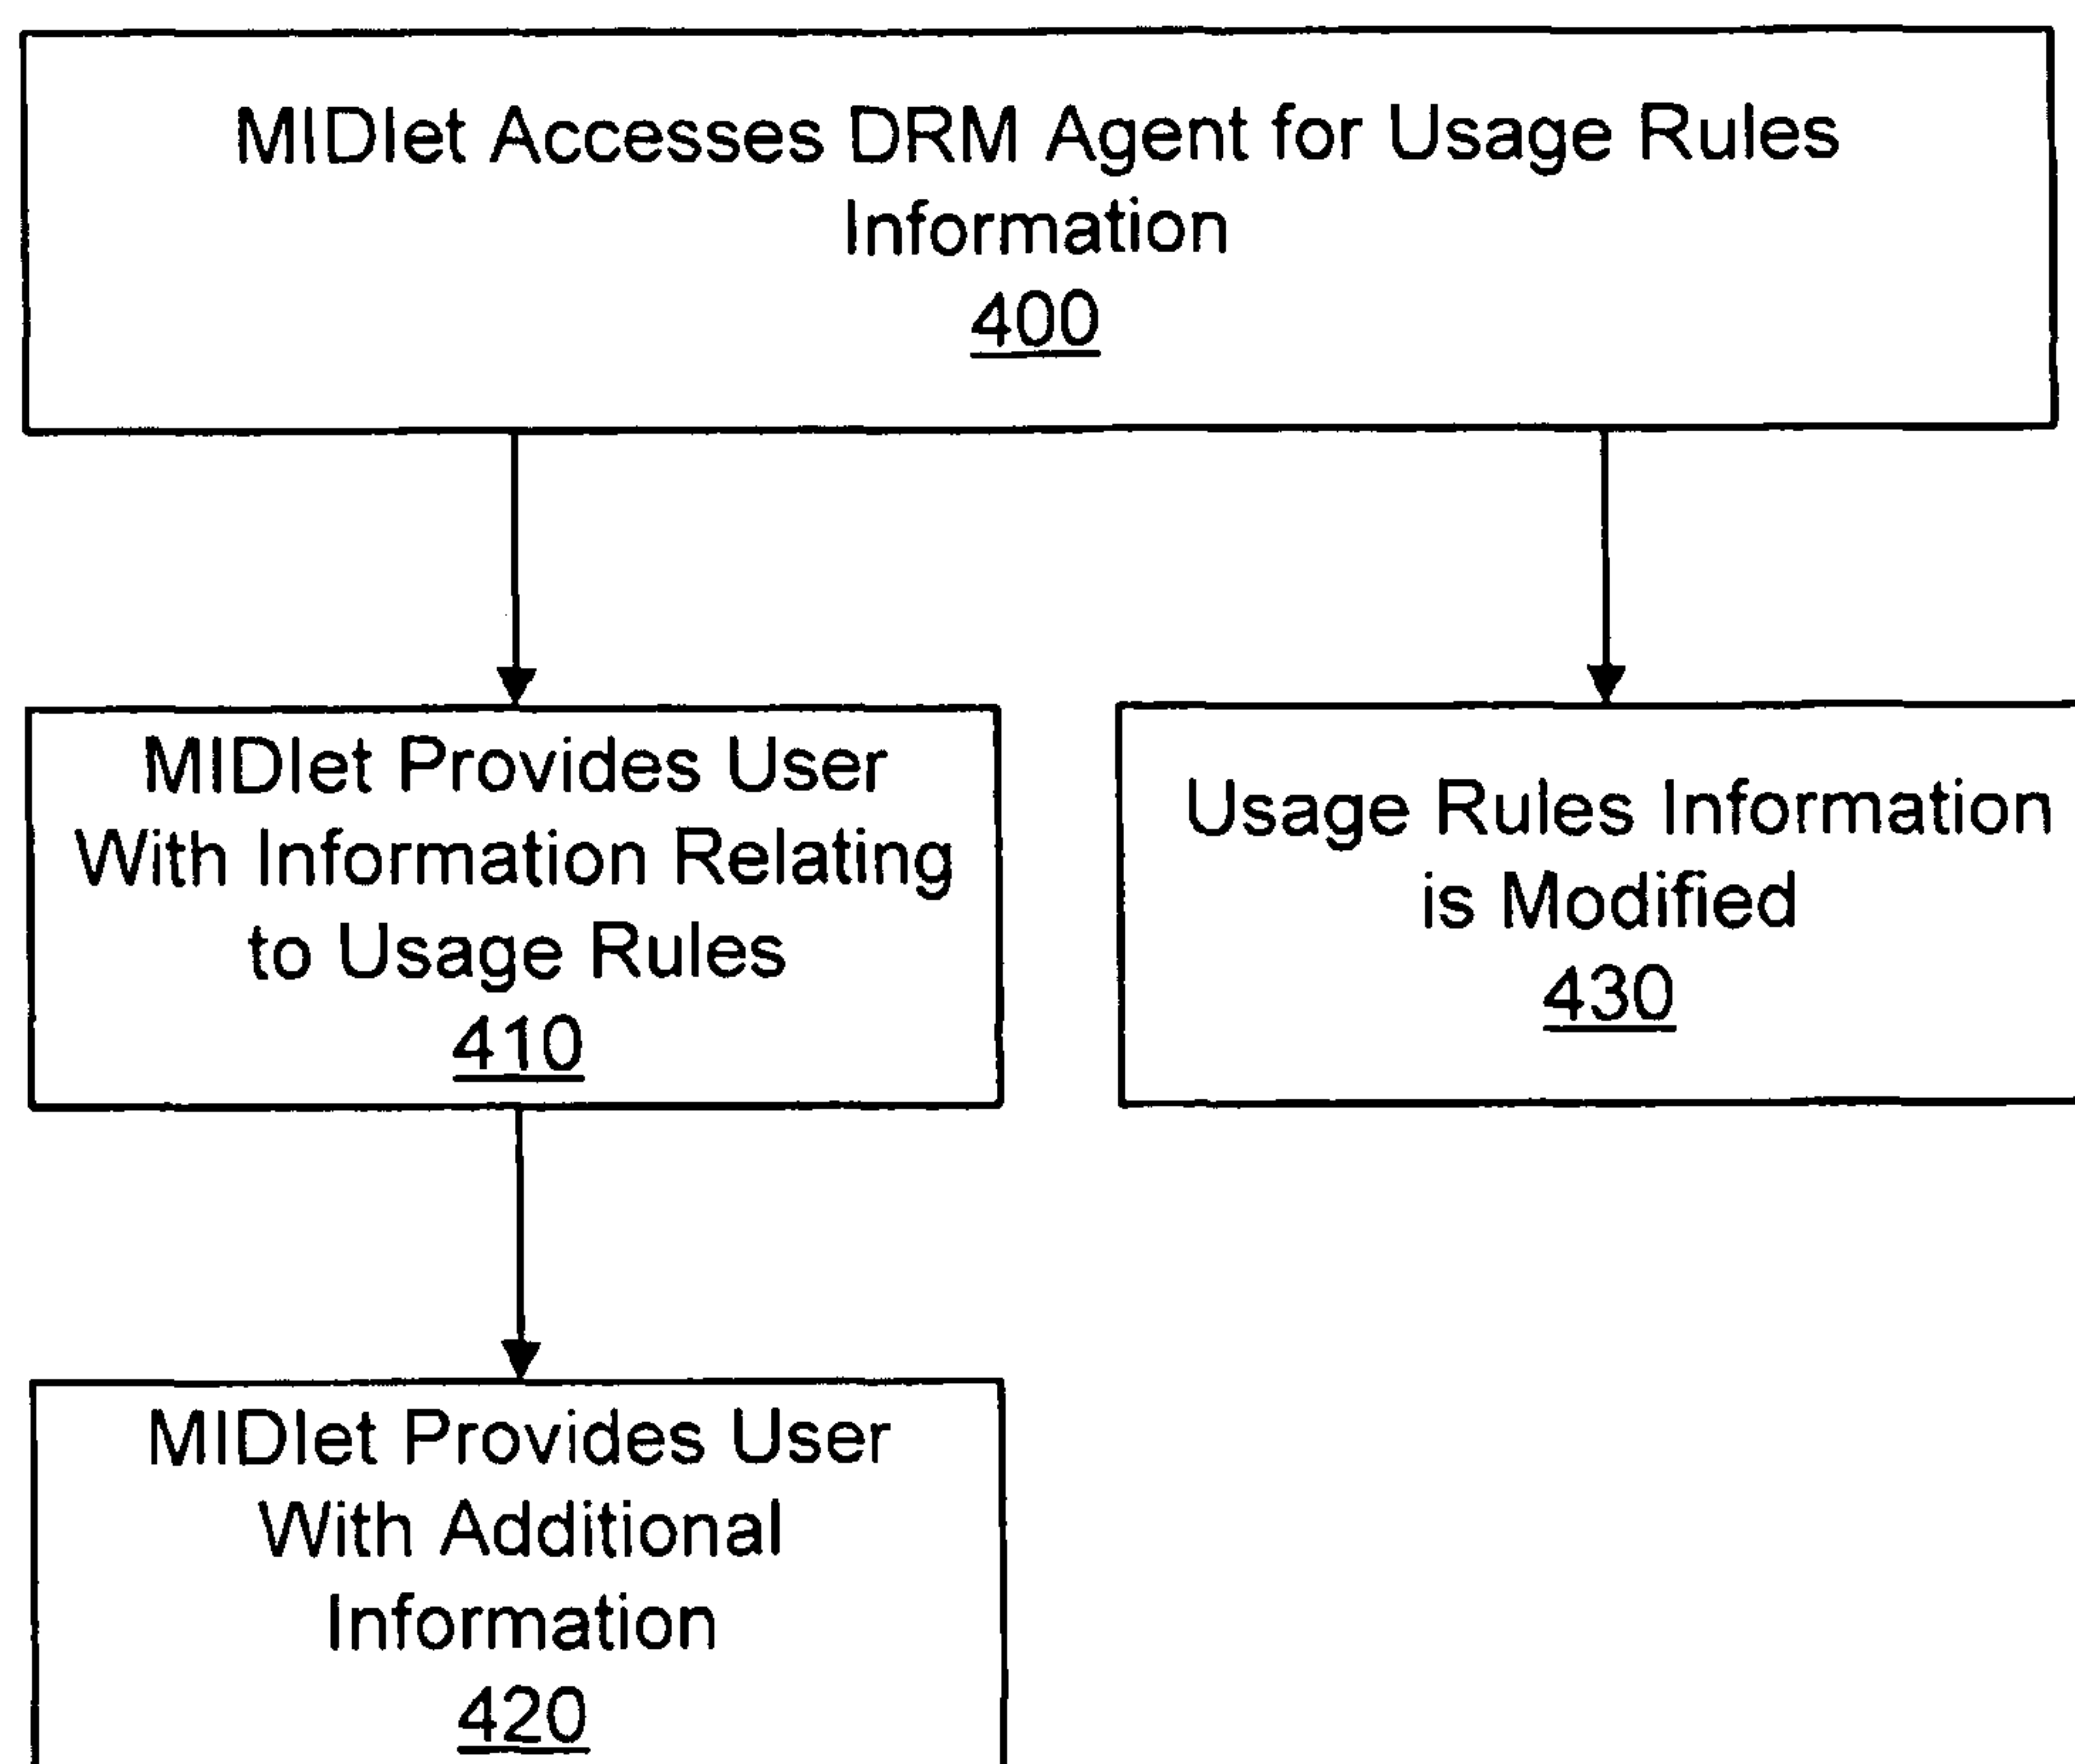 MIDlet Accesses DRM Agent for Usage Rules
Information
400
MIDlet Provides User
With Information Relating
to Usage Rules
410
Usage Rules Information
is Modified
430
MIDlet Provides User
With Additional
Information
420